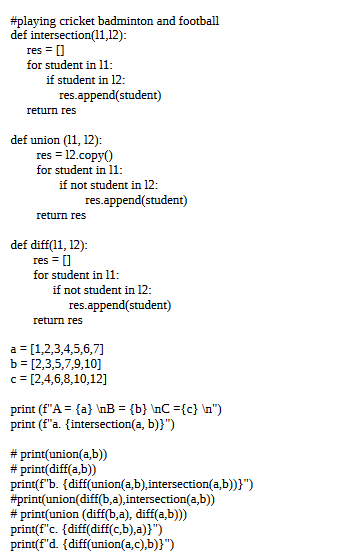 #playing cricket badminton and football
def intersection(l1,l2):
res = []
for student in l1:
if student in l2:
res.append(student)
return res
def union (l1, l2):
res = l2.copy()
for student in l1:
if not student in l2:
res.append(student)
return res
def diff(l1, l2):
res = []
for student in l1:
if not student in l2:
res.append(student)
return res
a = [1,2,3,4,5,6,7]
b = [2,3,5,7,9,10]
c = [2,4,6,8,10,12]
print (f"A = {a} \nB = {b} \nC ={c} \n")
print (f"a. {intersection(a, b)}")
# print(union(a,b))
# print(diff(a,b))
print(f"b. {diff(union(a,b),intersection(a,b))}")
#print(union(diff(b,a),intersection(a,b))
# print(union (diff(b,a), diff(a,b)))
print(f"c. {diff(diff(c,b),a)}")
print(f"d. {diff(union(a,c),b)}")